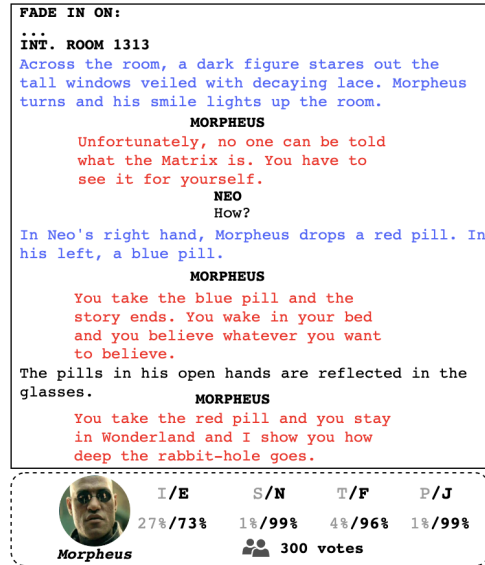 FADE IN ON:
...
INT. ROOM 1313
Across the room, a dark figure stares out the
tall windows veiled with decaying lace. Morpheus
turns and his smile lights up the room.
MORPHEUS
Unfortunately, no one can be told
what the Matrix is. You have to
see it for yourself.
NEO
How?
In Neo's right hand, Morpheus drops a red pill. In
his left, a blue pill.
MORPHEUS
You take the blue pill and the
story ends. You wake in your bed
and you believe whatever you want
to believe.
The pills in his open hands are reflected in the
glasses.
MORPHEUS
You take the red pill and you stay
in Wonderland and I show you how
deep the rabbit-hole goes.
I/E S/N T/F P/J
27%/73% 1%/99% 4%/96% 1%/99%
Morpheus 300 votes